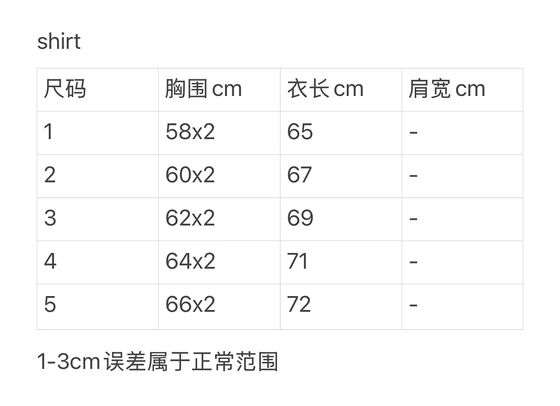 shirt
尺码 胸围cm 衣长cm 肩宽cm
1 58x2 65 -
2 60x2 67 -
3 62x2 69 -
4 64x2 71 -
5 66x2 72 -
1-3cm误差属于正常范围